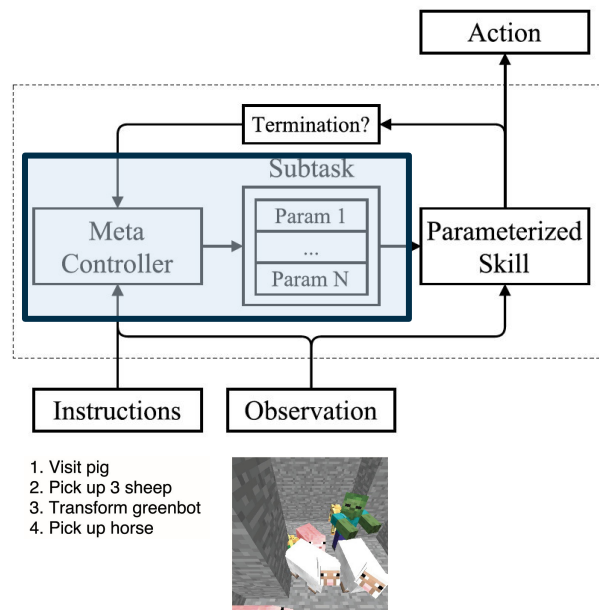 Action
Termination?
Subtask
Meta
Controller
Param 1
...
Param N
Parameterized
Skill
Instructions
Observation
1. Visit pig
2. Pick up 3 sheep
3. Transform greenbot
4. Pick up horse